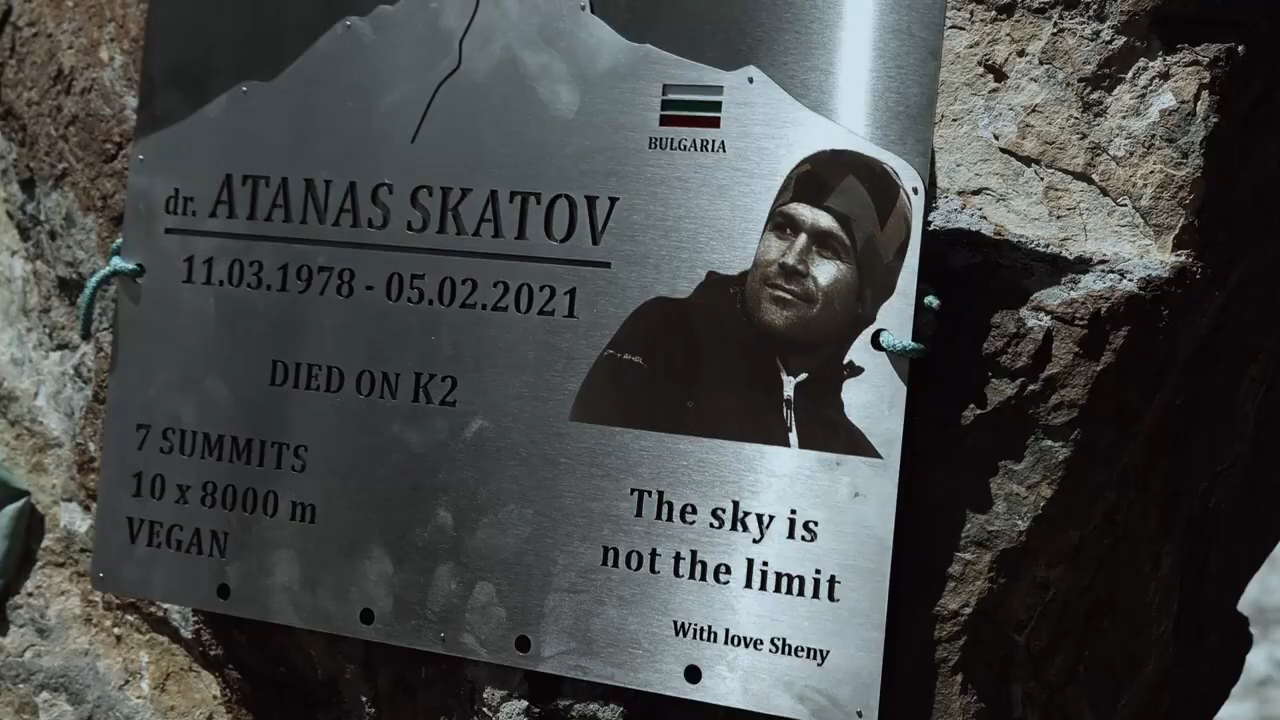 BULGARIA
dr. ATANAS SKATOV
11.03.1978 - 05.02.2021
DIED ON K2
7 SUMMITS
10 x 8000 m
VEGAN
The sky is
not the limit
With love Sheny